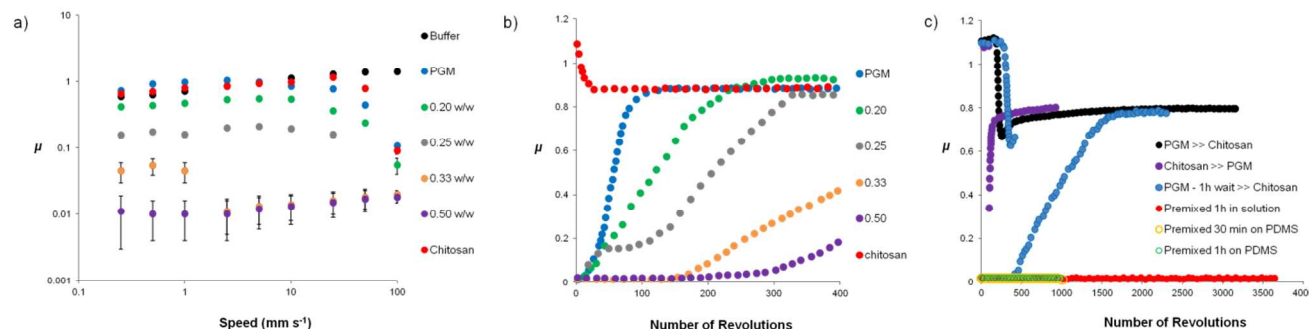 a)
10
1
0.1
0.01
0.001
μ
0.1
1
10
100
Speed (mm s⁻¹)
Buffer
PGM
0.20 w/w
0.25 w/w
0.33 w/w
0.50 w/w
Chitosan
b)
1.2
1
0.8
0.6
0.4
0.2
0
μ
0
100
200
300
400
Number of Revolutions
PGM
0.20
0.25
0.33
0.50
chitosan
c)
1.2
1
0.8
0.6
0.4
0.2
0
μ
0
500
1000
1500
2000
2500
3000
3500
400
Number of Revolutions
PGM >> Chitosan
Chitosan >> PGM
PGM - 1h wait >> Chitosan
Premixed 1h in solution
Premixed 30 min on PDMS
Premixed 1h on PDMS